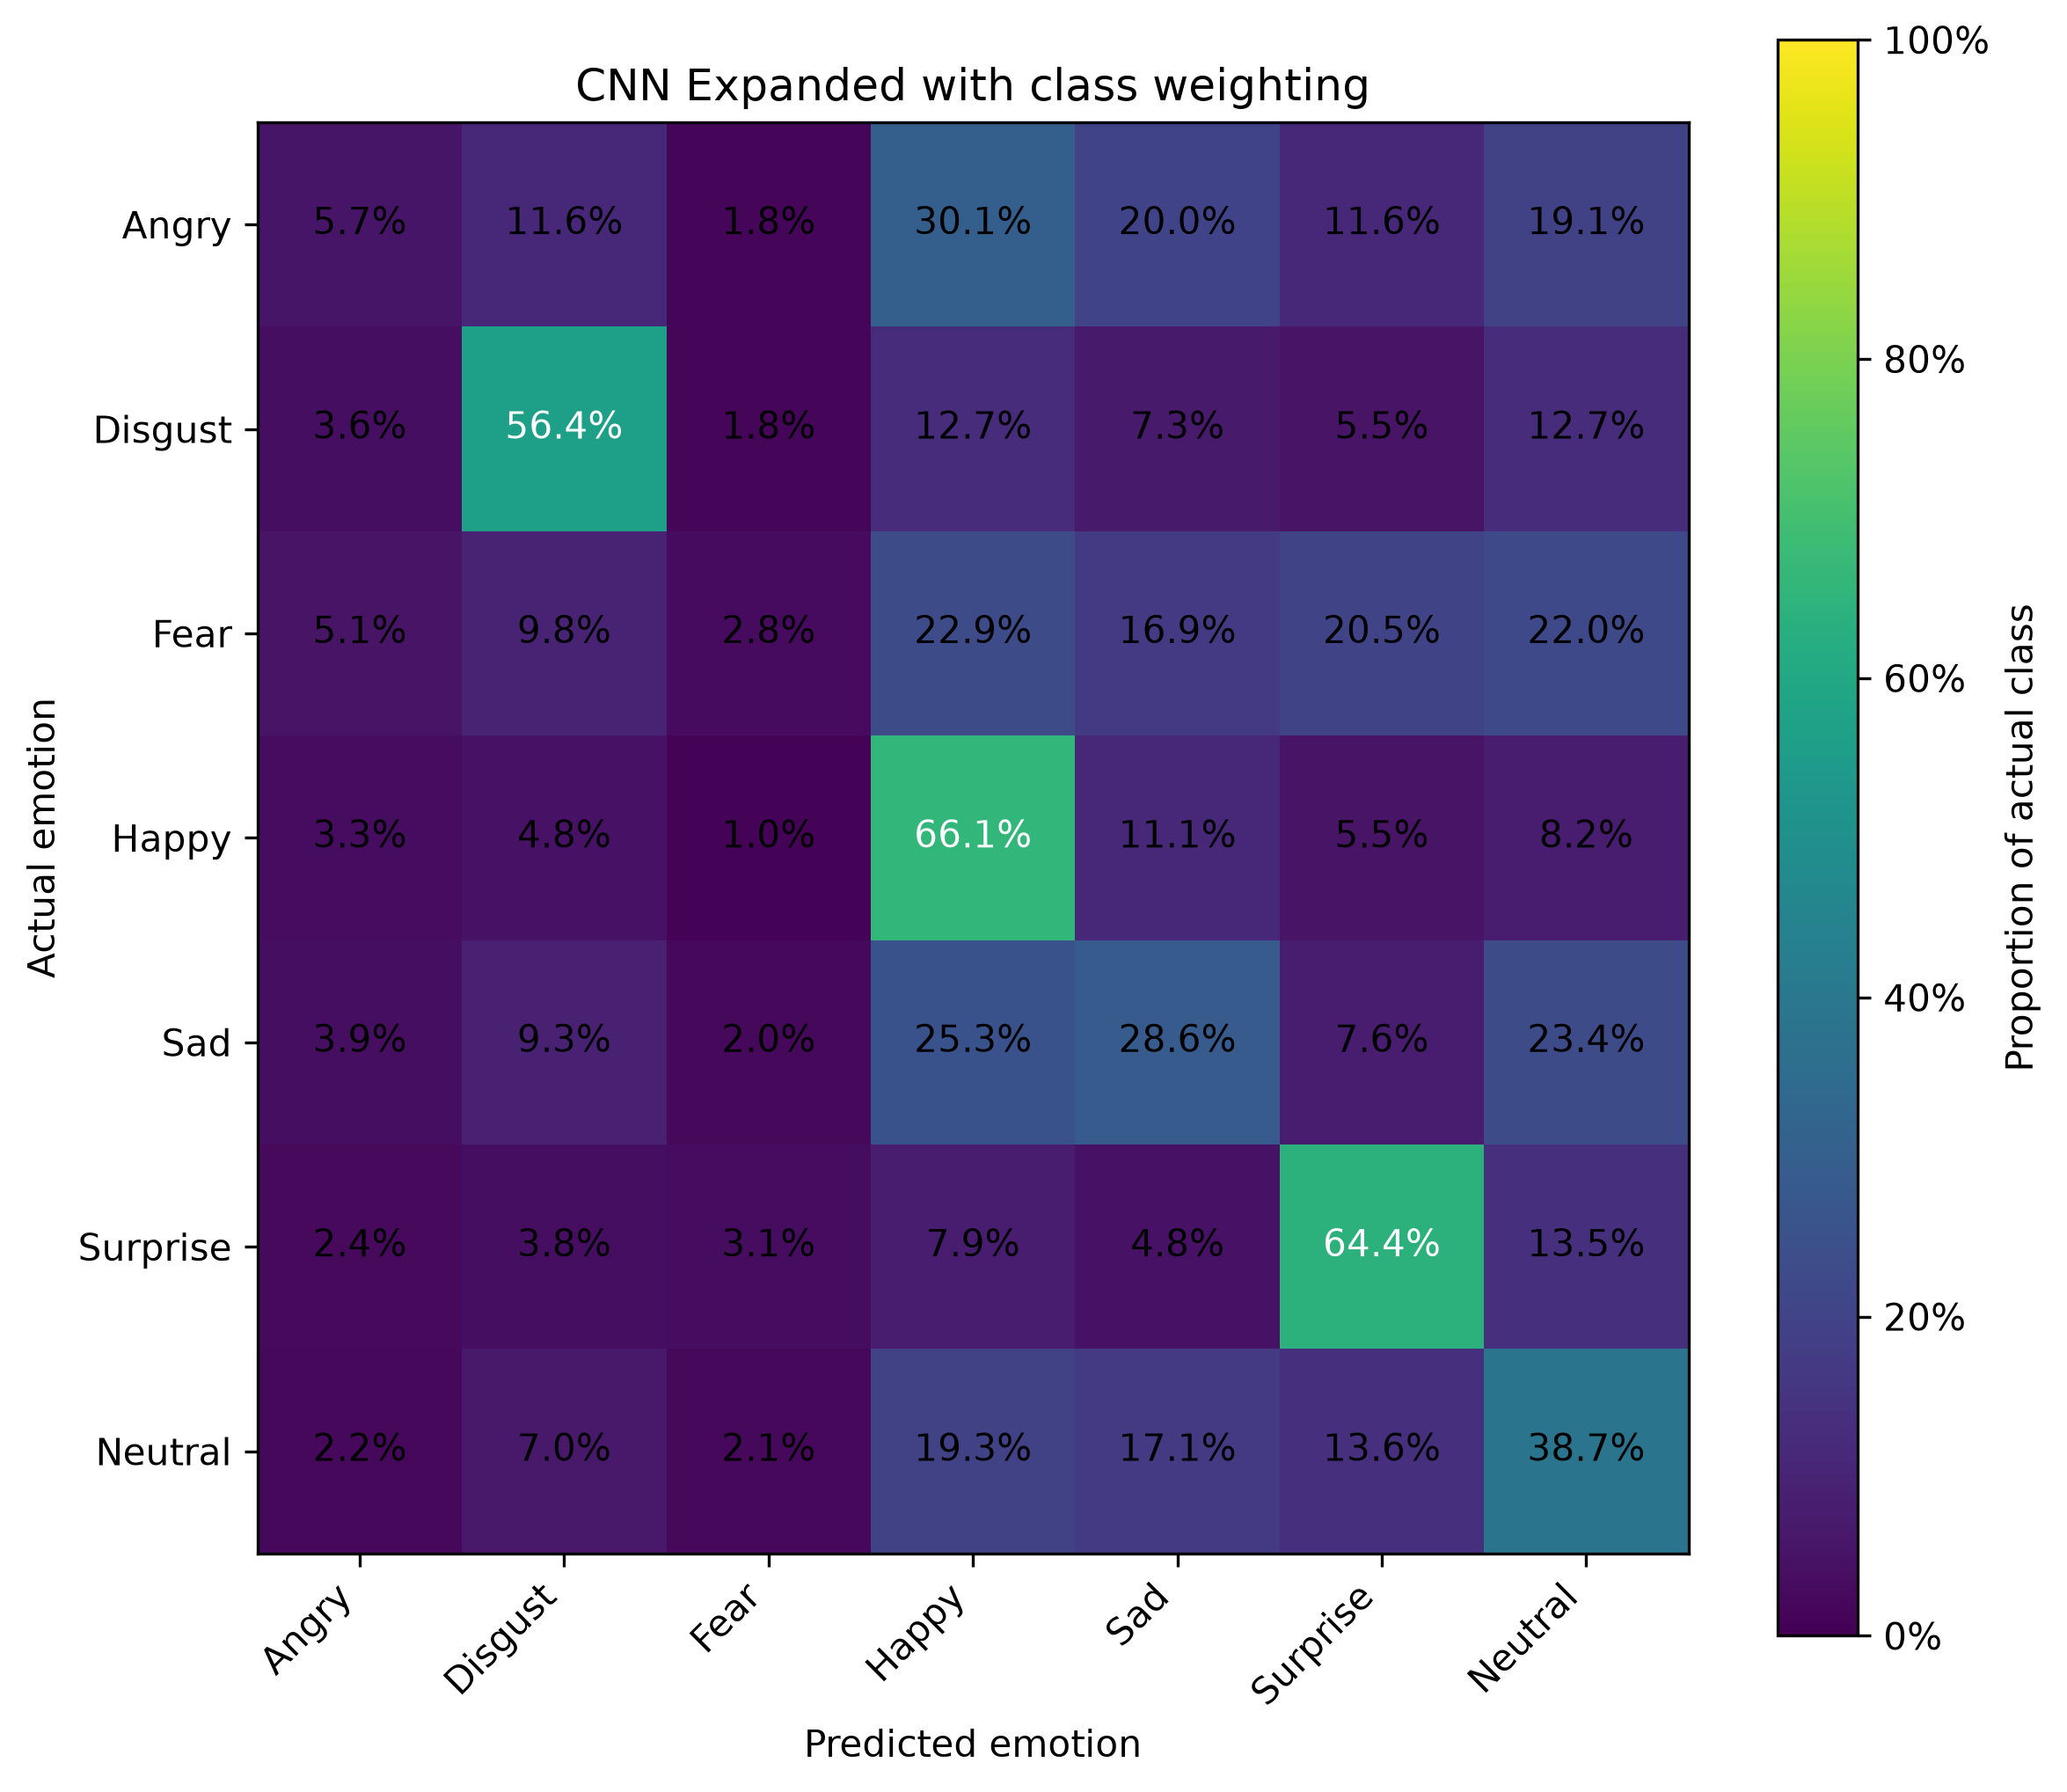 CNN Expanded with class weighting
100%
80%
60%
40%
20%
0%
Proportion of actual class
Actual emotion
Angry 5.7% 11.6% 1.8% 30.1% 20.0% 11.6% 19.1%
Disgust 3.6% 56.4% 1.8% 12.7% 7.3% 5.5% 12.7%
Fear 5.1% 9.8% 2.8% 22.9% 16.9% 20.5% 22.0%
Happy 3.3% 4.8% 1.0% 66.1% 11.1% 5.5% 8.2%
Sad 3.9% 9.3% 2.0% 25.3% 28.6% 7.6% 23.4%
Surprise 2.4% 3.8% 3.1% 7.9% 4.8% 64.4% 13.5%
Neutral 2.2% 7.0% 2.1% 19.3% 17.1% 13.6% 38.7%
Angry Disgust Fear Happy Sad Surprise Neutral
Predicted emotion